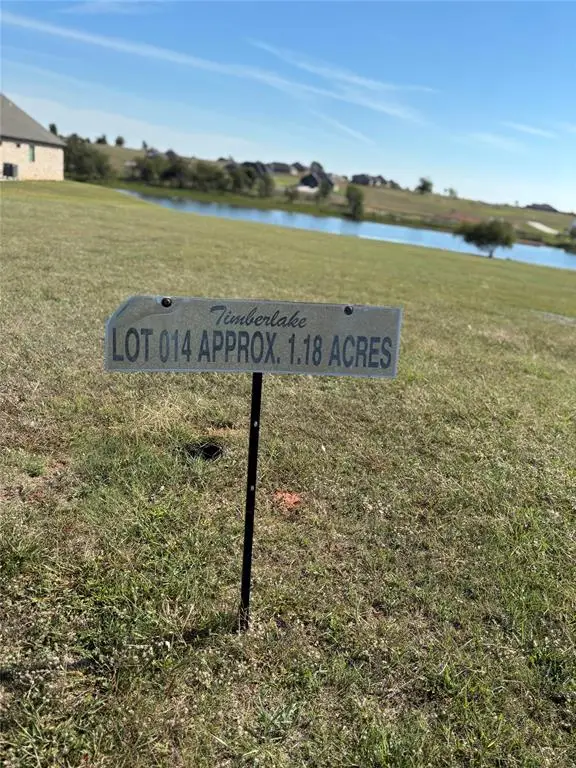 Timberlake
LOT 014 APPROX. 1.18 ACRES